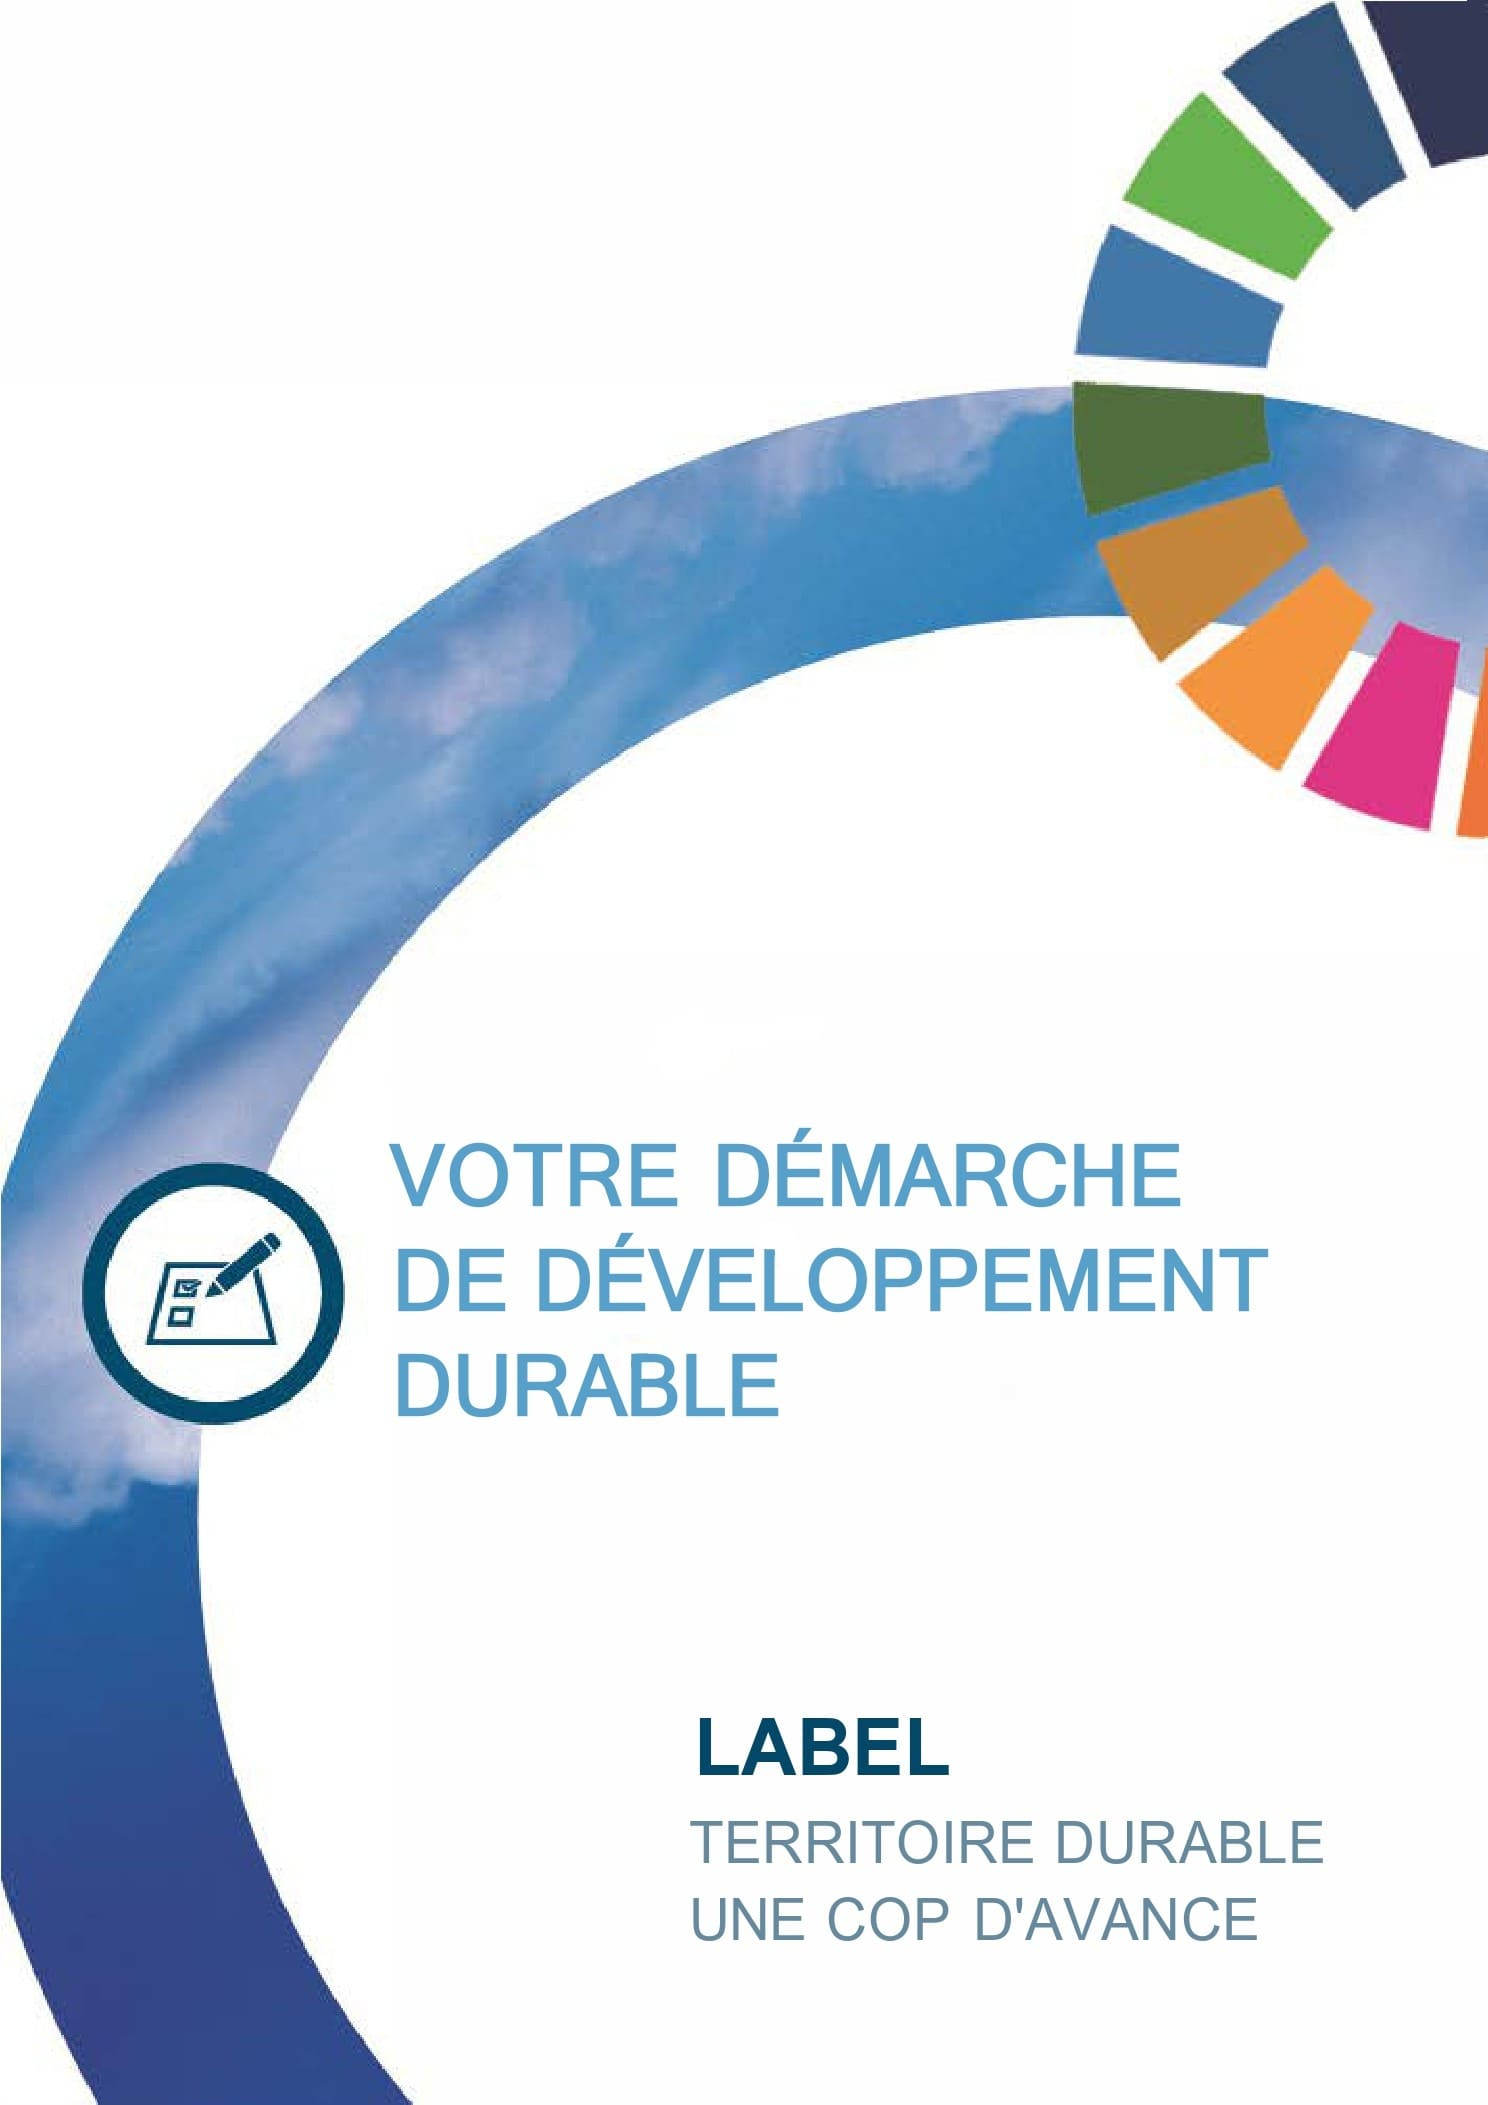 VOTRE DÉMARCHE
DE DÉVELOPPEMENT
DURABLE
LABEL
TERRITOIRE DURABLE
UNE COP D'AVANCE